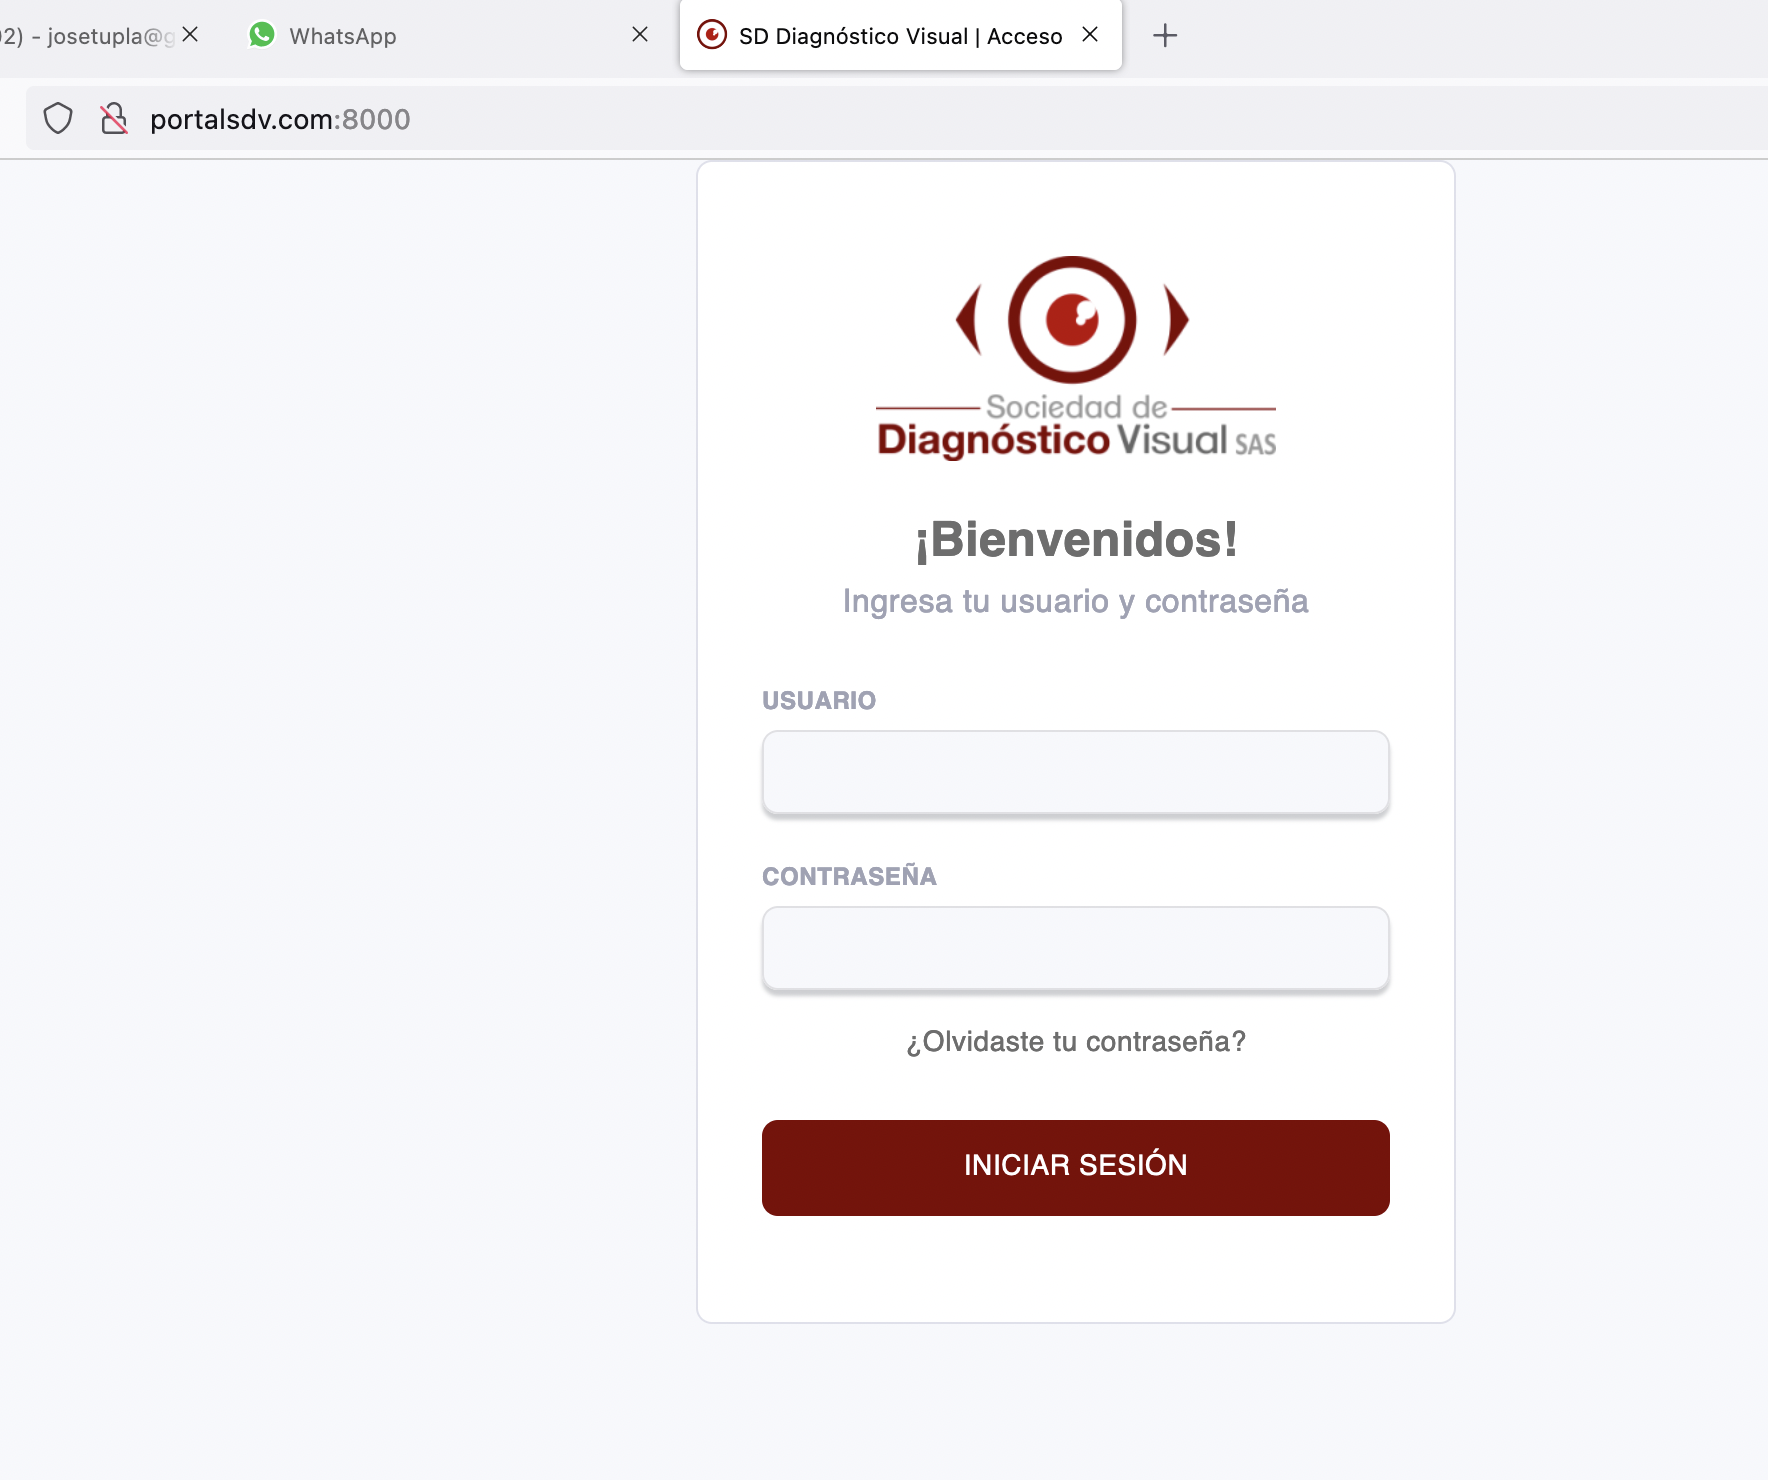 02) - josetupla@g
WhatsApp
SD Diagnóstico Visual | Acceso
portalsdv.com:8000
Sociedad de
Diagnóstico Visual SAS
¡Bienvenidos!
Ingresa tu usuario y contraseña
USUARIO
CONTRASEÑA
¿Olvidaste tu contraseña?
INICIAR SESIÓN